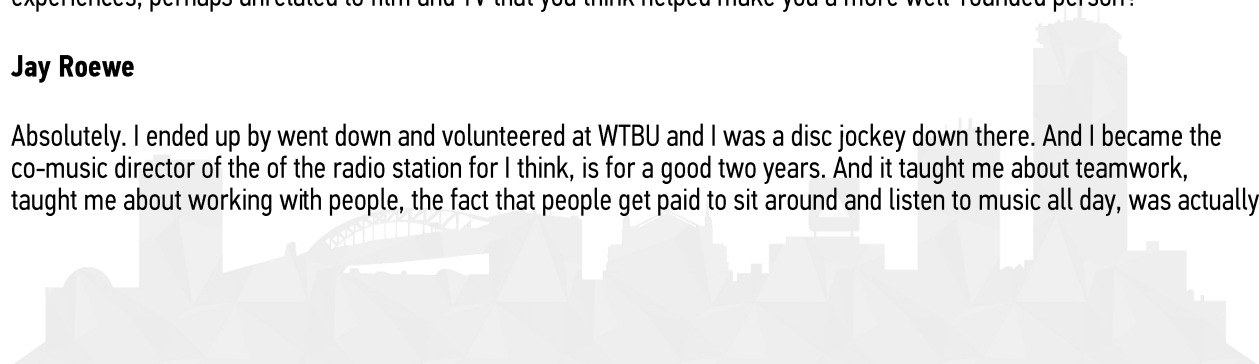 experiences, perhaps unrelated to film and TV that you think helped make you a more well-rounded person?
Jay Roewe
Absolutely. I ended up by went down and volunteered at WTBU and I was a disc jockey down there. And I became the
co-music director of the of the radio station for I think, is for a good two years. And it taught me about teamwork,
taught me about working with people, the fact that people get paid to sit around and listen to music all day, was actually